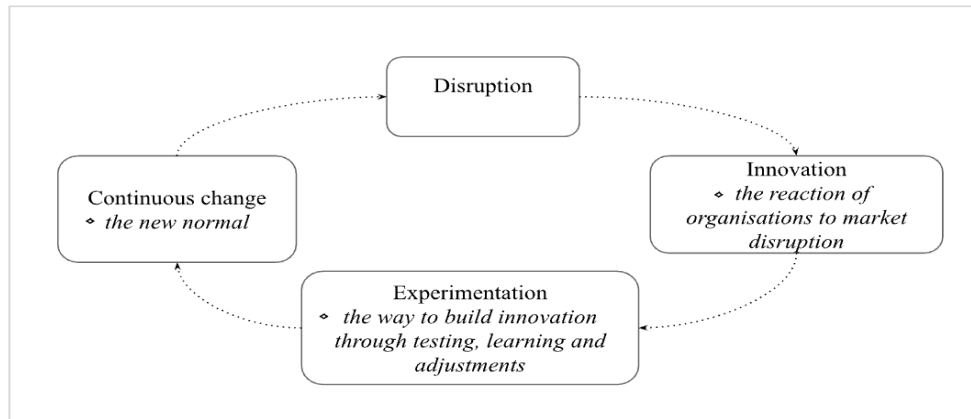 Disruption
Innovation
⋄ the reaction of
organisations to market
disruption
Continuous change
⋄ the new normal
Experimentation
⋄ the way to build innovation
through testing, learning and
adjustments